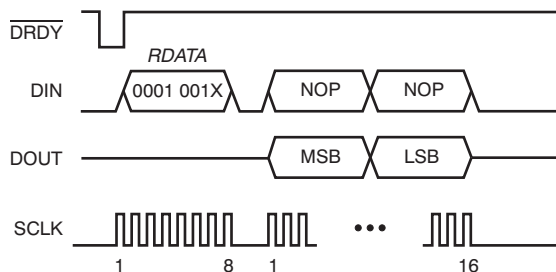 DRDY
RDATA
DIN 0001 001X NOP NOP
DOUT MSB LSB
SCLK •••
1 8 1 16